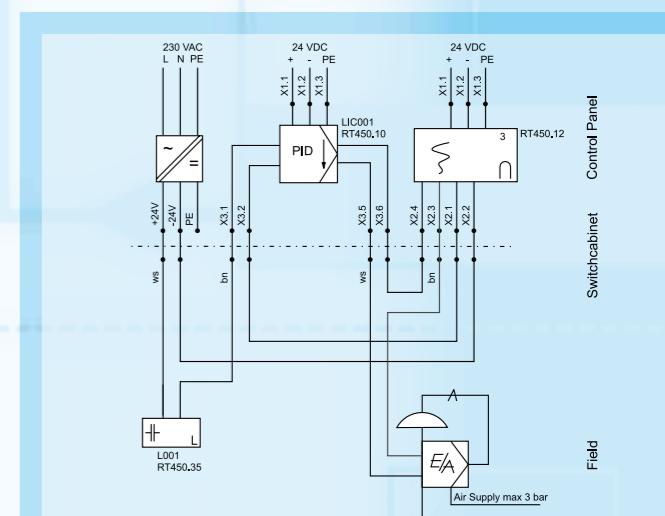 230 VAC
L N PE
24 VDC
+ - PE
X1.1 X1.2 X1.3
24 VDC
+ - PE
X1.1 X1.2 X1.3
~
=
PID
LIC001
RT450.10
3
RT450.12
Control Panel
+24V -24V PE
X3.1 X3.2
X3.5 X3.6
X2.4 X2.3 X2.1 X2.2
Switchcabinet
ws
bn
ws
bn
L
L001
RT450.35
E/A
Air Supply max 3 bar
Field